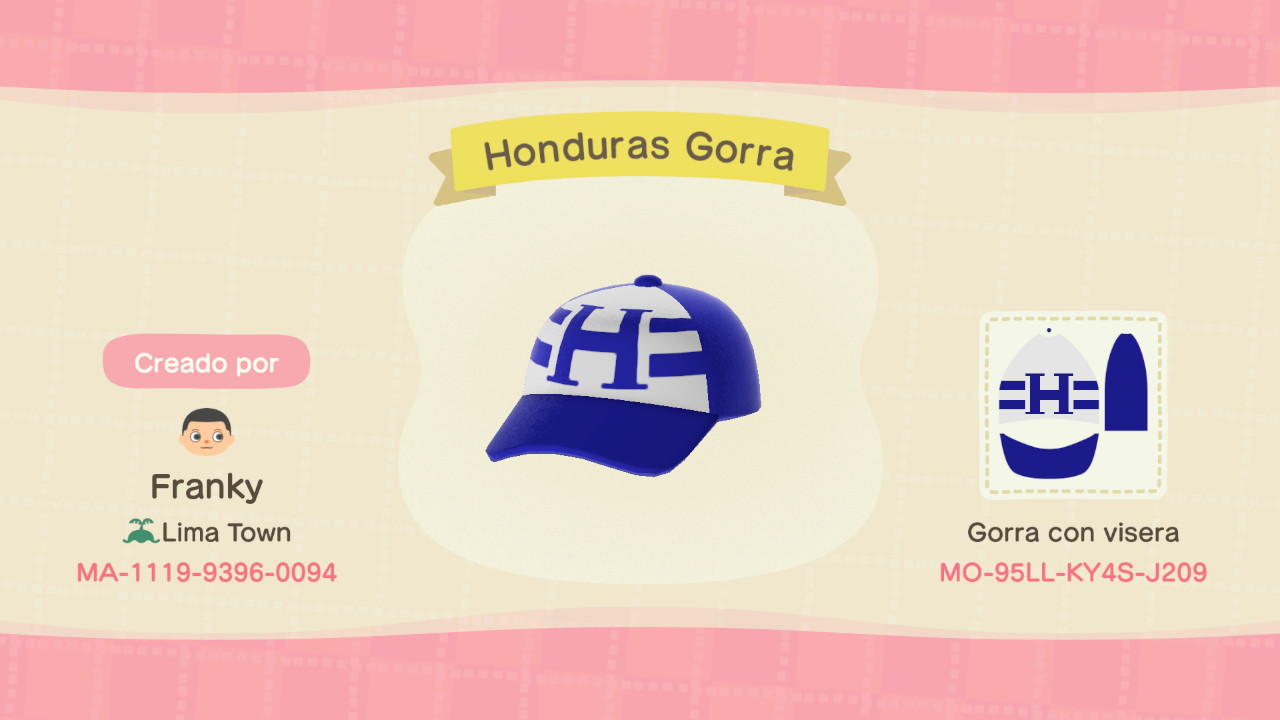 Honduras Gorra
H
Creado por
Franky
Lima Town
MA-1119-9396-0094
H
Gorra con visera
MO-95LL-KY4S-J209